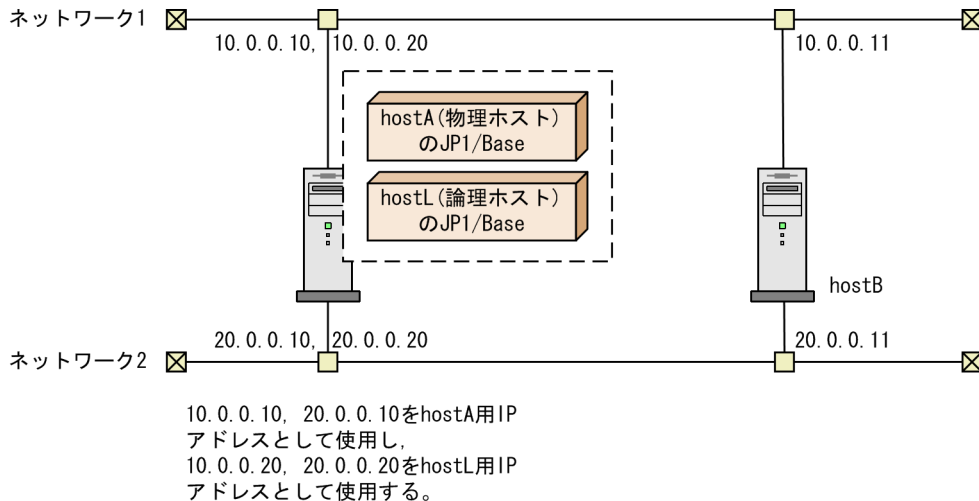 ネットワーク1
10.0.0.10, 10.0.0.20
10.0.0.11
hostA(物理ホスト)
のJP1/Base
hostL(論理ホスト)
のJP1/Base
hostB
20.0.0.10, 20.0.0.20
20.0.0.11
ネットワーク2
10.0.0.10, 20.0.0.10をhostA用IP
アドレスとして使用し,
10.0.0.20, 20.0.0.20をhostL用IP
アドレスとして使用する。